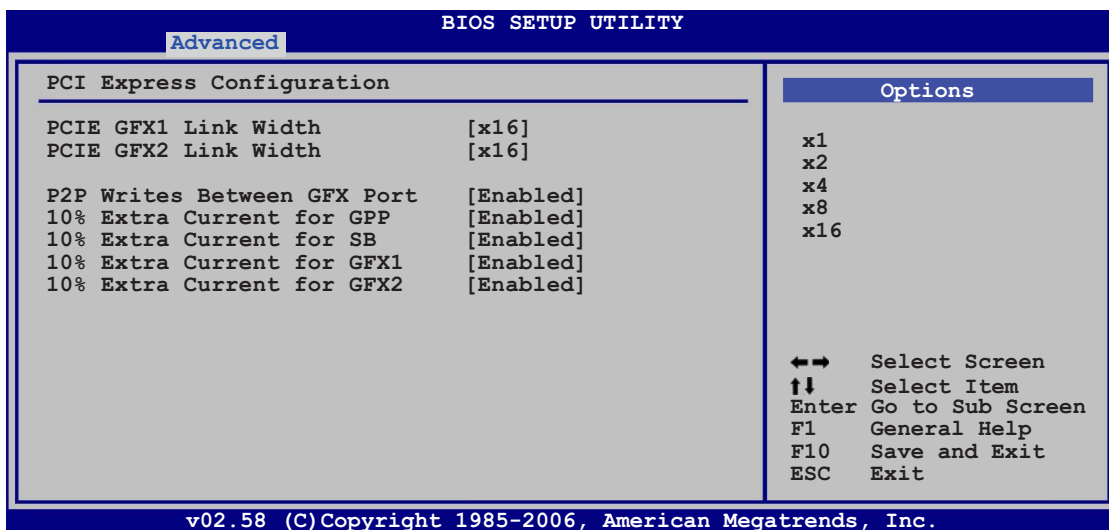 BIOS SETUP UTILITY
Advanced
PCI Express Configuration
PCIE GFX1 Link Width [x16]
PCIE GFX2 Link Width [x16]
P2P Writes Between GFX Port [Enabled]
10% Extra Current for GPP [Enabled]
10% Extra Current for SB [Enabled]
10% Extra Current for GFX1 [Enabled]
10% Extra Current for GFX2 [Enabled]
Options
x1
x2
x4
x8
x16
←→ Select Screen
↑↓ Select Item
Enter Go to Sub Screen
F1 General Help
F10 Save and Exit
ESC Exit
v02.58 (C)Copyright 1985-2006, American Megatrends, Inc.